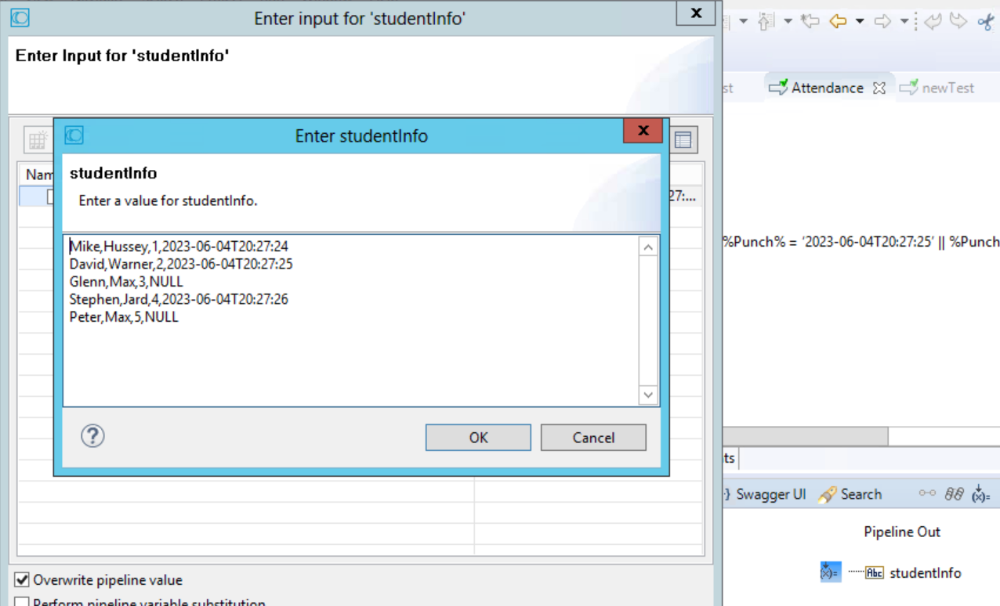 Enter input for 'studentInfo'
x
Enter Input for 'studentInfo'
Attendance
newTest
Enter studentInfo
x
Nam
studentInfo
Enter a value for studentInfo.
27:...
Mike,Hussey,1,2023-06-04T20:27:24
David,Warner,2,2023-06-04T20:27:25
Glenn,Max,3,NULL
Stephen,Jard,4,2023-06-04T20:27:26
Peter,Max,5,NULL
%Punch% = ‘2023-06-04T20:27:25’ || %Punch
?
OK
Cancel
Swagger UI
Search
Pipeline Out
Abc studentInfo
Overwrite pipeline value
Perform pipeline variable substitution